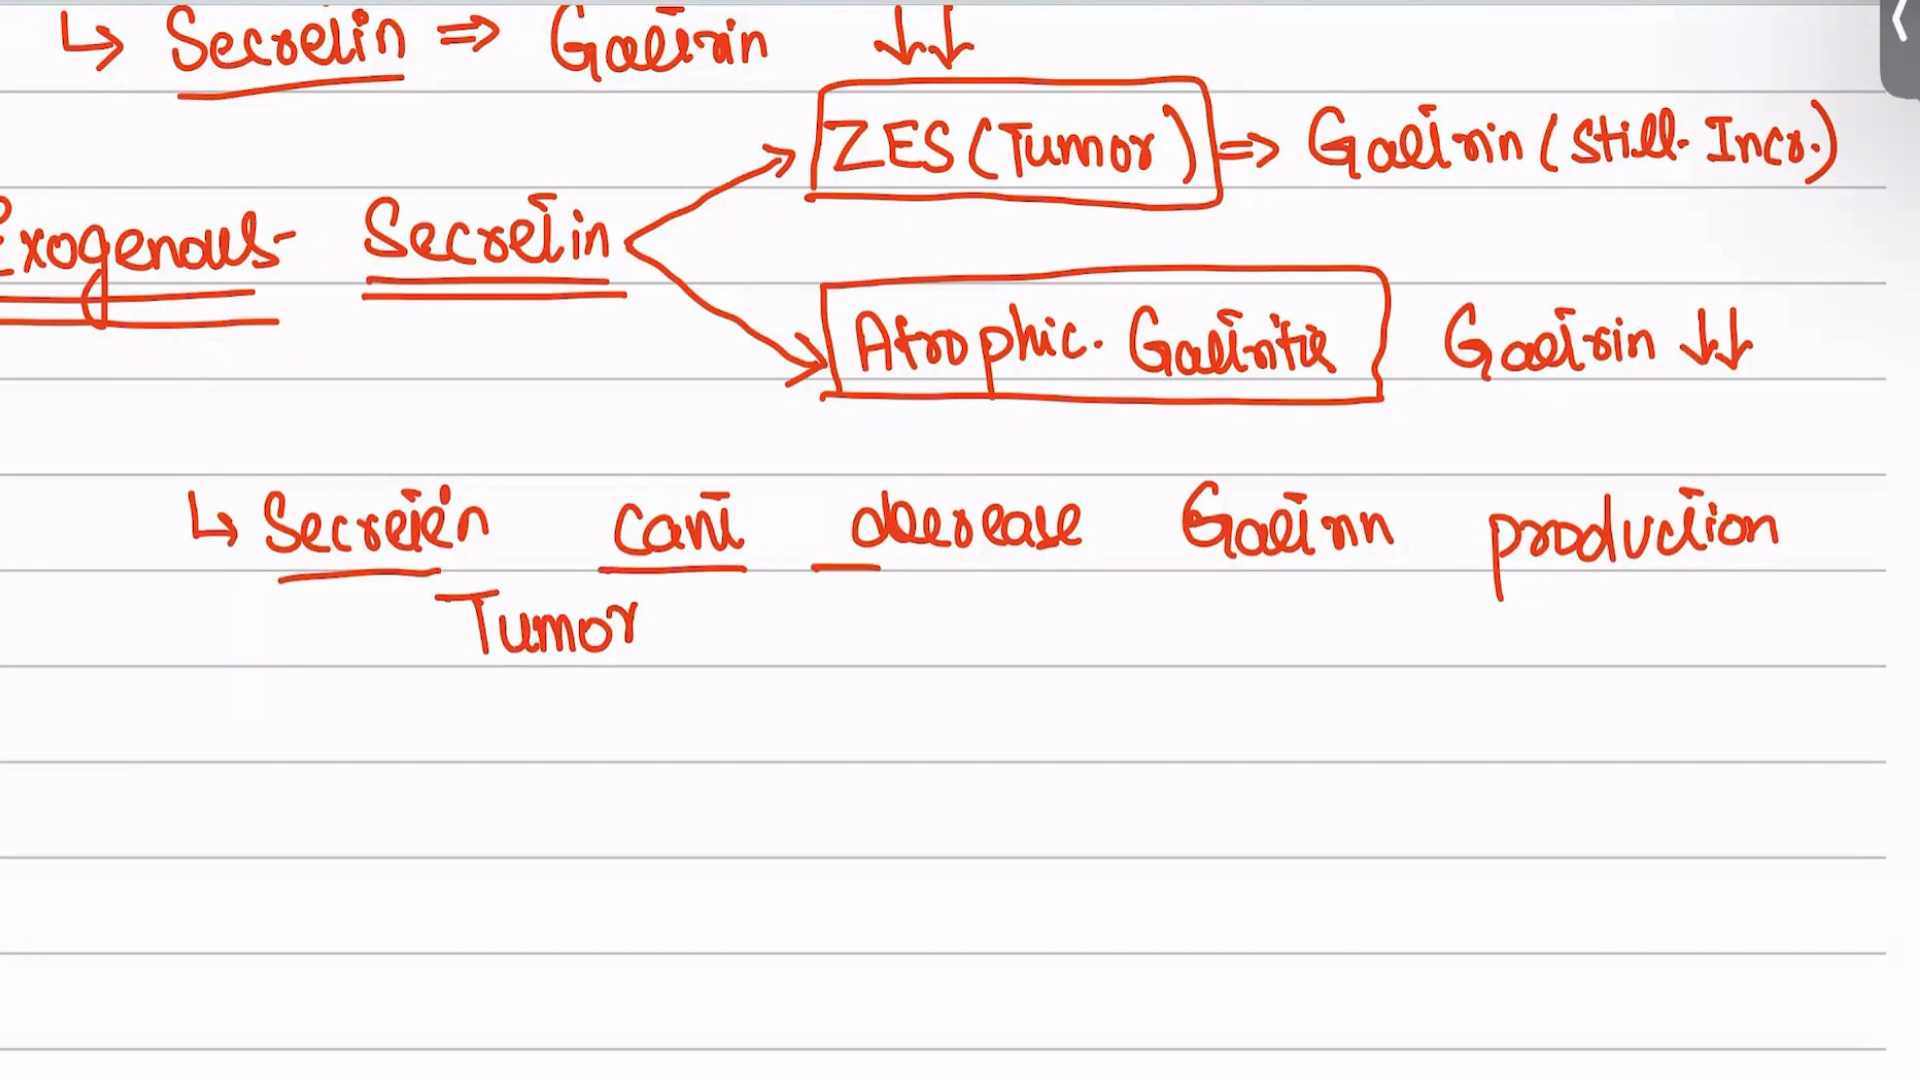 ↳ Secretin ⇒ Gastrin ↓↓
ZES (Tumor) ⇒ Gastrin (Still Incr.)
Exogenous- Secretin
Atrophic. Gastritis Gastrin ↓↓
↳ Secretin can't decrease Gastrin production
Tumor